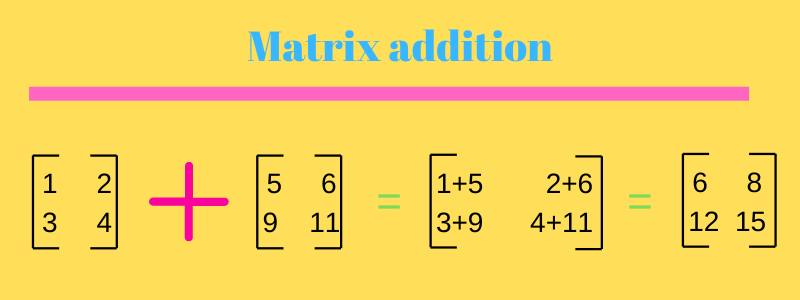 Matrix addition
1 2 + 5 6 = 1+5 2+6 = 6 8
3 4 9 11 3+9 4+11 12 15